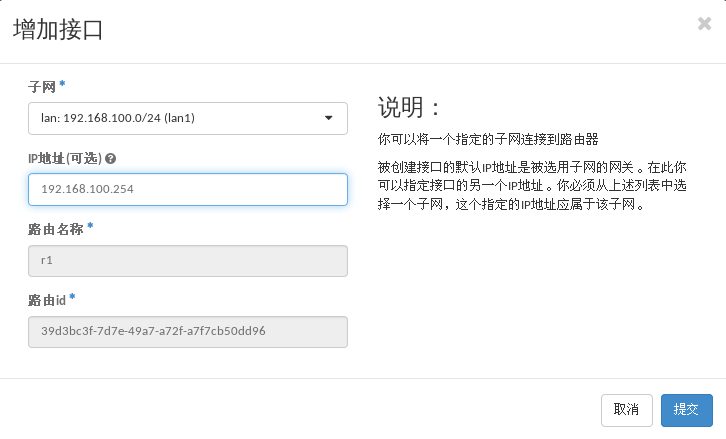 增加接口
×
子网 *
lan: 192.168.100.0/24 (lan1)
IP地址(可选)
192.168.100.254
路由名称 *
r1
路由id *
39d3bc3f-7d7e-49a7-a72f-a7f7cb50dd96
说明：
你可以将一个指定的子网连接到路由器
被创建接口的默认IP地址是被选用子网的网关。在此你
可以指定接口的另一个IP地址。你必须从上述列表中选
择一个子网，这个指定的IP地址应属于该子网。
取消
提交